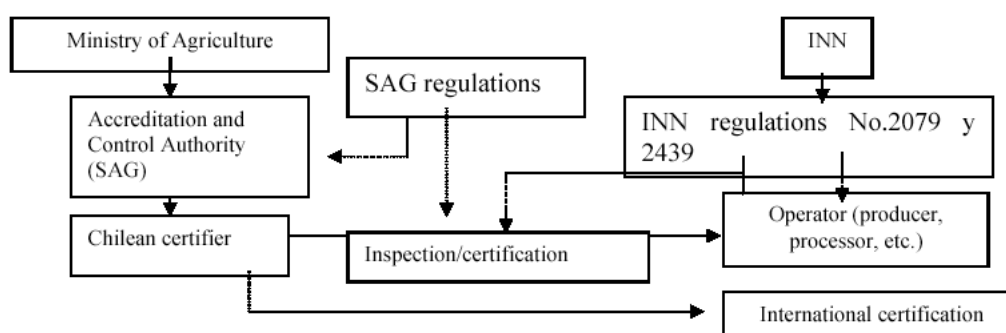 Ministry of Agriculture
INN
SAG regulations
Accreditation and
Control Authority
(SAG)
INN regulations No.2079 y
2439
Chilean certifier
Inspection/certification
Operator (producer,
processor, etc.)
International certification